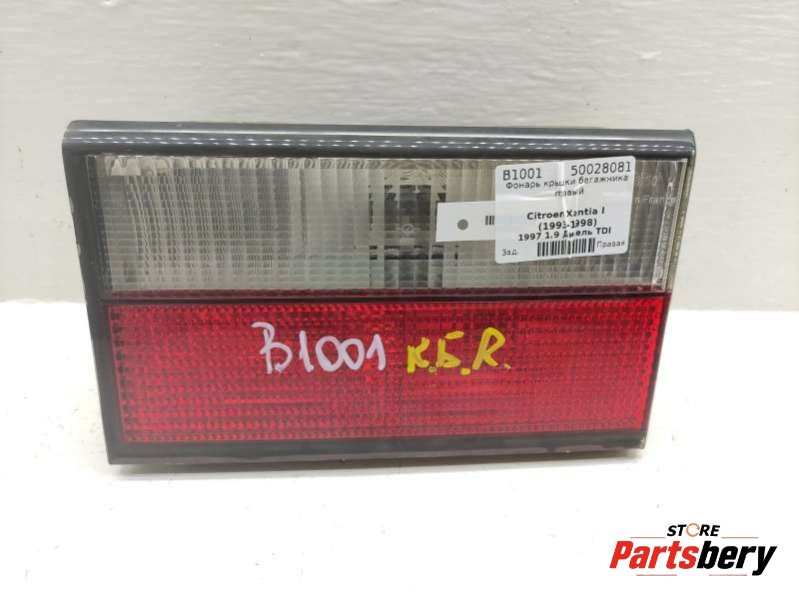 B1001 50028081
Фонарь крышки багажника
правый
Citroen Xantia I
(1993-1998)
1997 1.9 Дизель TDI
Зад. Правая
B1001 К.Б.R.
STORE
Partsbery